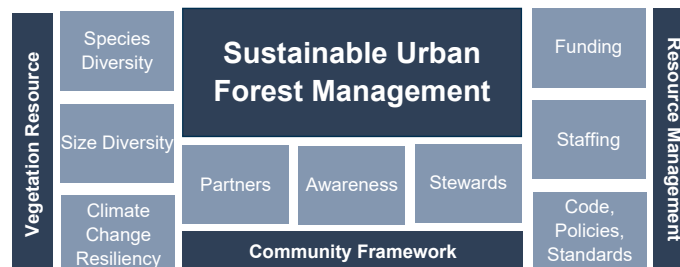 Vegetation Resource
Species
Diversity
Size Diversity
Climate
Change
Resiliency
Sustainable Urban
Forest Management
Partners
Awareness
Stewards
Community Framework
Funding
Staffing
Code,
Policies,
Standards
Resource Management